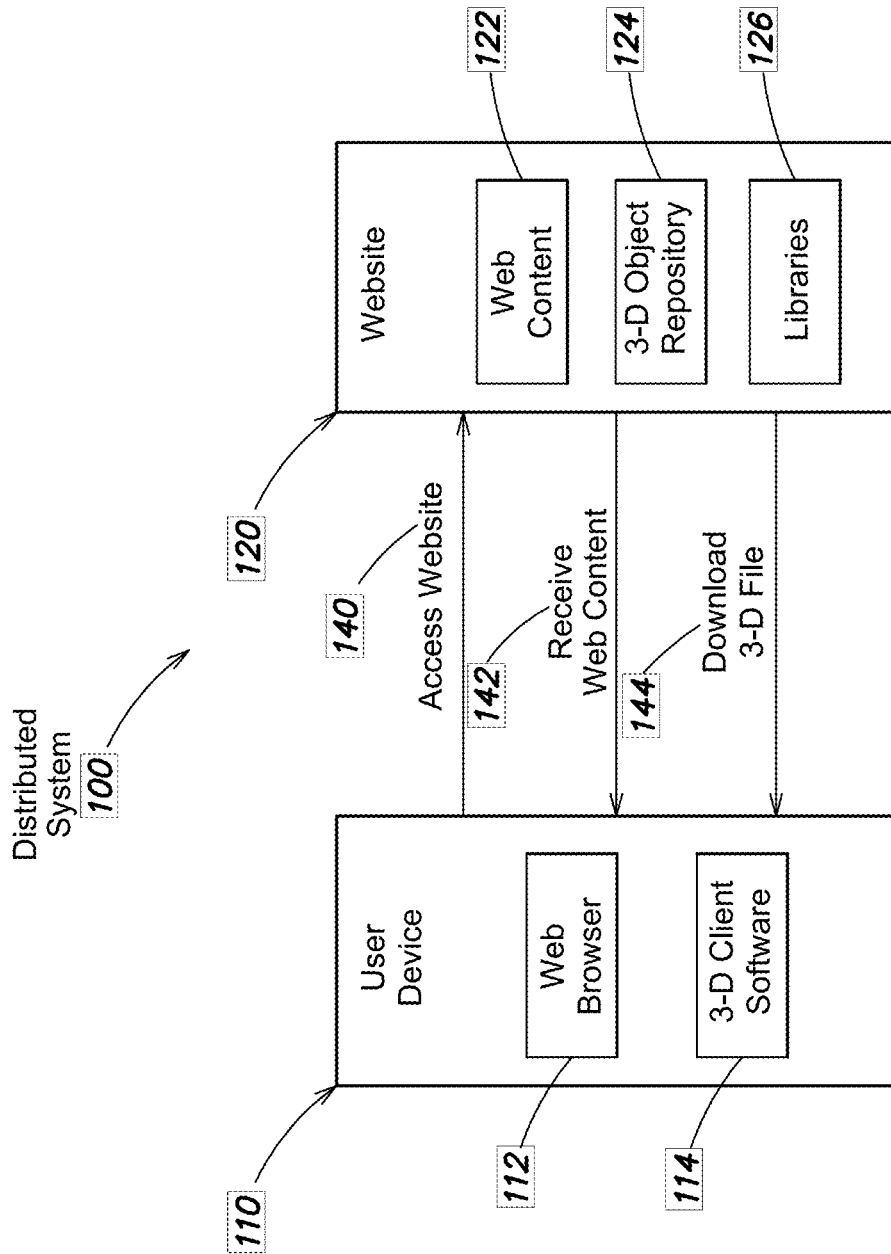 Distributed
System
100
110
User
Device
Web
Browser
112
3-D Client
Software
114
140
Access Website
142
Receive
Web Content
144
Download
3-D File
120
Website
Web
Content
122
3-D Object
Repository
124
Libraries
126